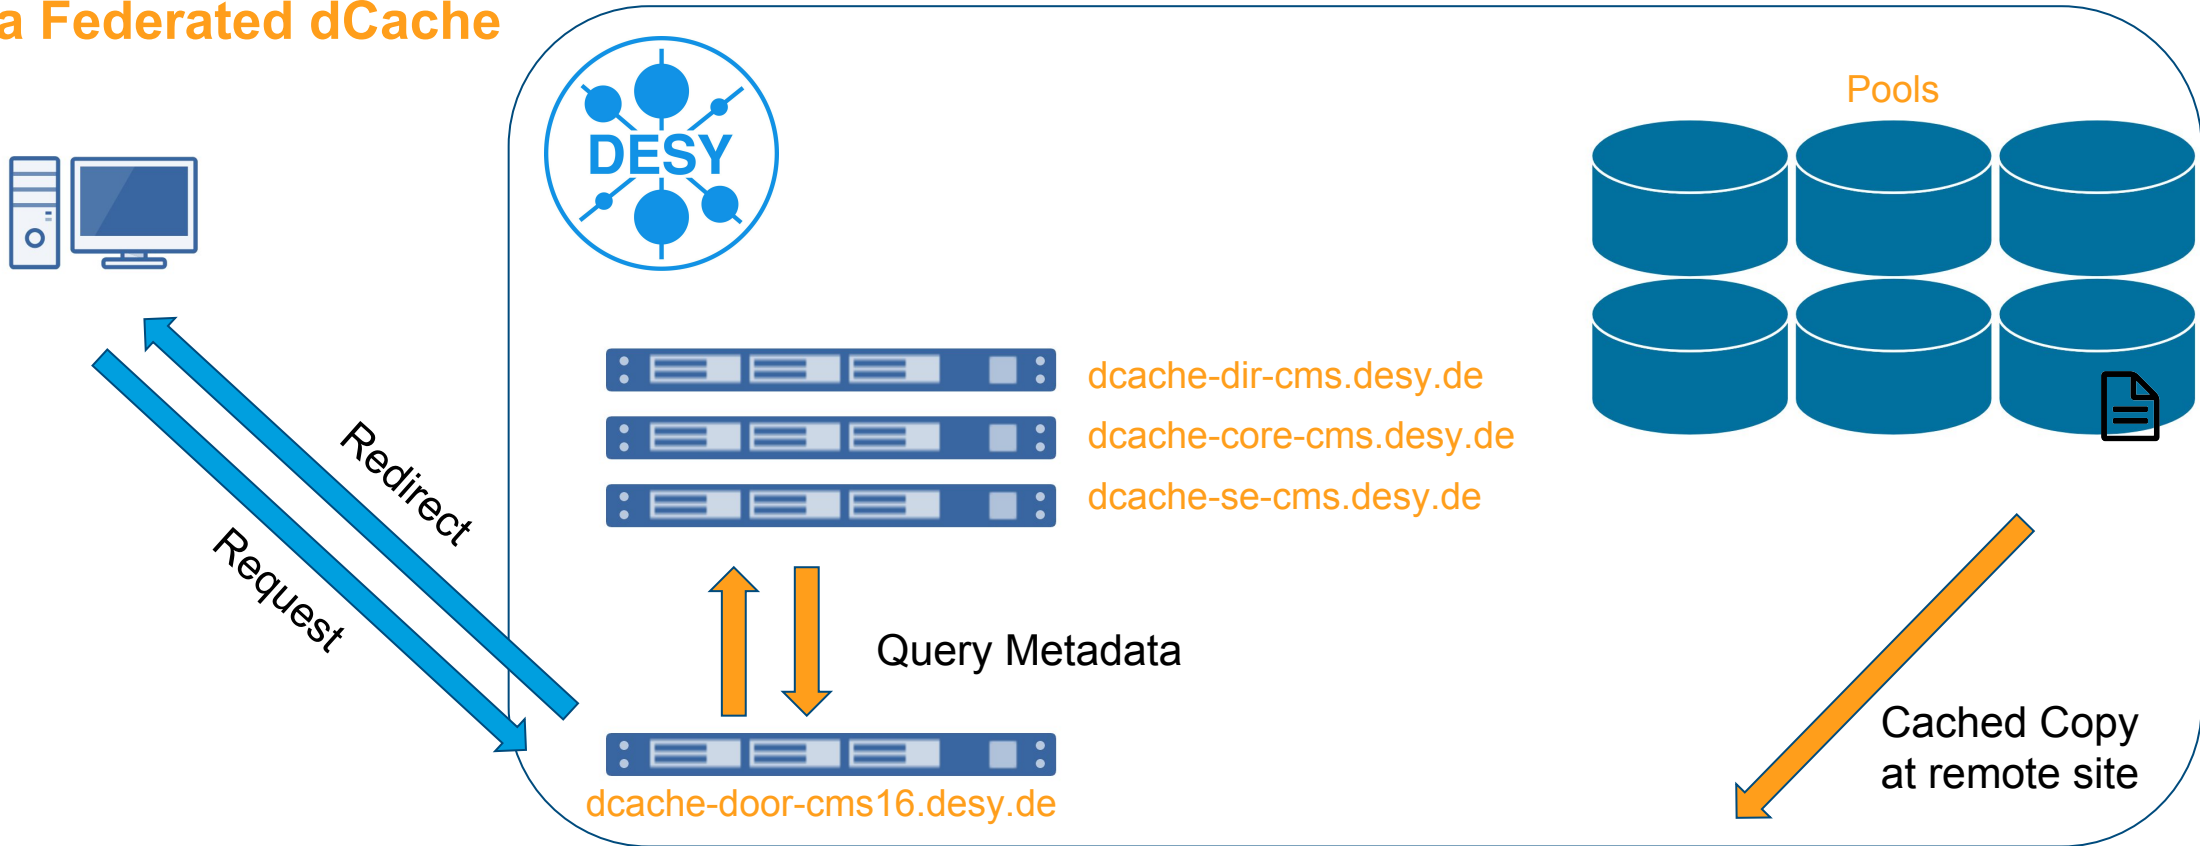 a Federated dCache
DESY
Pools
dcache-dir-cms.desy.de
dcache-core-cms.desy.de
dcache-se-cms.desy.de
Redirect
Request
Query Metadata
Cached Copy
at remote site
dcache-door-cms16.desy.de